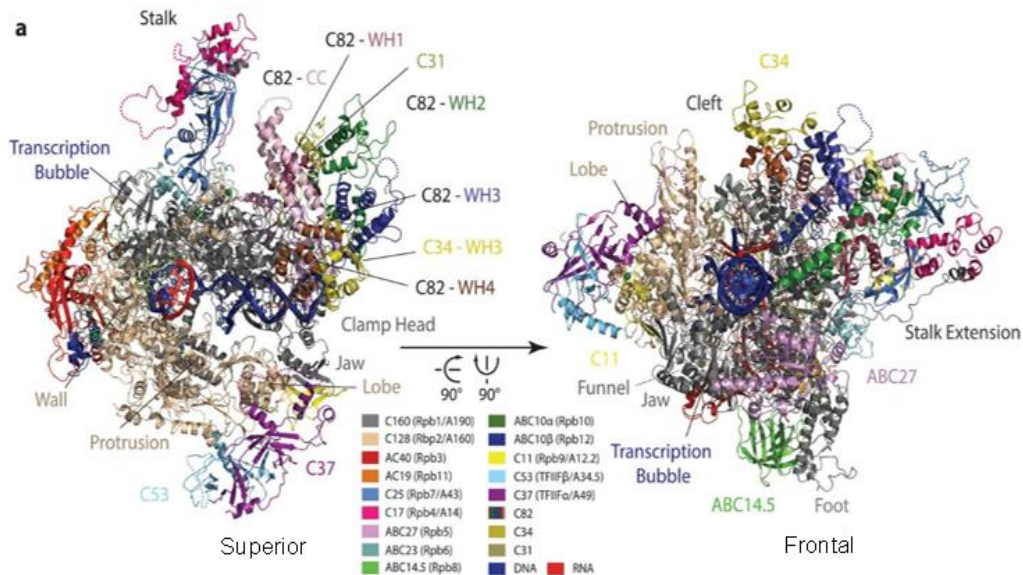 a
Stalk
C82 - WH1
C31
C82 - CC
C82 - WH2
Transcription
Bubble
C82 - WH3
C34 - WH3
C82 - WH4
Clamp Head
Jaw
Lobe
Wall
Protrusion
C53
C37
Superior
90° 90°
C160 (Rpb1/A190)
C128 (Rbp2/A160)
AC40 (Rpb3)
AC19 (Rpb11)
C25 (Rpb7/A43)
C17 (Rpb4/A14)
ABC27 (Rpb5)
ABC23 (Rpb6)
ABC14.5 (Rpb8)
ABC10α (Rpb10)
ABC10β (Rpb12)
C11 (Rpb9/A12.2)
C53 (TFIIFβ/A34.5)
C37 (TFIIFα/A49)
C82
C34
C31
DNA RNA
C34
Cleft
Protrusion
Lobe
Stalk Extension
C11
Funnel
Jaw
ABC27
Transcription
Bubble
ABC14.5
Foot
Frontal